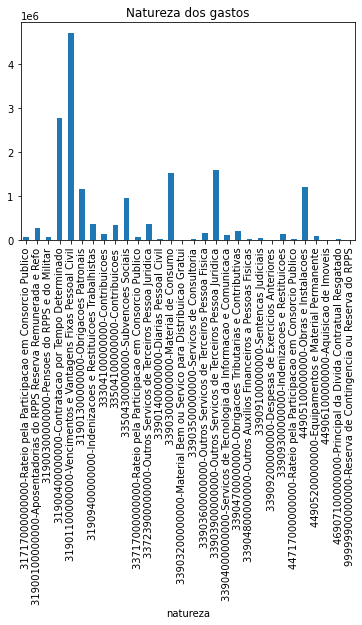 Natureza dos gastos
1e6
4
3
2
1
0
31717000000000-Rateio pela Participacao em Consorcio Publico
31900100000000-Aposentadorias do RPPS Reserva Remunerada e Refo
31900300000000-Pensoes do RPPS e do Militar
31900400000000-Contratacao por Tempo Determinado
31901100000000-Vencimentos e Vantagens Fixas Pessoal Civil
31901300000000-Obrigacoes Patronais
31909400000000-Indenizacoes e Restituicoes Trabalhistas
33304100000000-Contribuicoes
33504100000000-Contribuicoes
33504300000000-Subvencoes Sociais
33717000000000-Rateio pela Participacao em Consorcio Publico
33723900000000-Outros Servicos de Terceiros Pessoa Juridica
33901400000000-Diarias Pessoal Civil
33903000000000-Material de Consumo
33903200000000-Material Bem ou Servico para Distribuicao Gratui
33903500000000-Servicos de Consultoria
33903600000000-Outros Servicos de Terceiros Pessoa Fisica
33903900000000-Outros Servicos de Terceiros Pessoa Juridica
33904000000000-Servicos de Tecnologia da Informacao e Comunicaca
33904700000000-Obrigacoes Tributarias e Contributivas
33904800000000-Outros Auxilios Financeiros a Pessoas Fisicas
33909100000000-Sentencas Judiciais
33909200000000-Despesas de Exercicios Anteriores
33909300000000-Indenizacoes e Restituicoes
44717000000000-Rateio pela Participacao em Consorcio Publico
44905100000000-Obras e Instalacoes
44905200000000-Equipamentos e Material Permanente
44906100000000-Aquisicao de Imoveis
46907100000000-Principal da Divida Contratual Resgatado
99999900000000-Reserva de Contingencia ou Reserva do RPPS
natureza